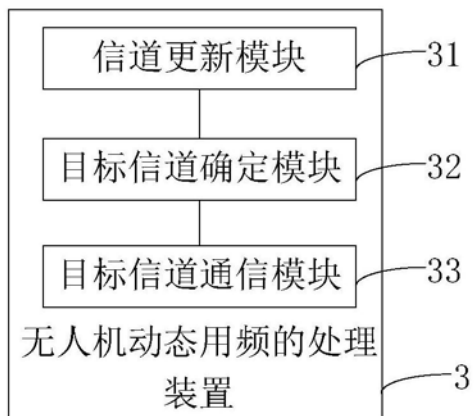 信道更新模块 31
目标信道确定模块 32
目标信道通信模块 33
无人机动态用频的处理
装置 3